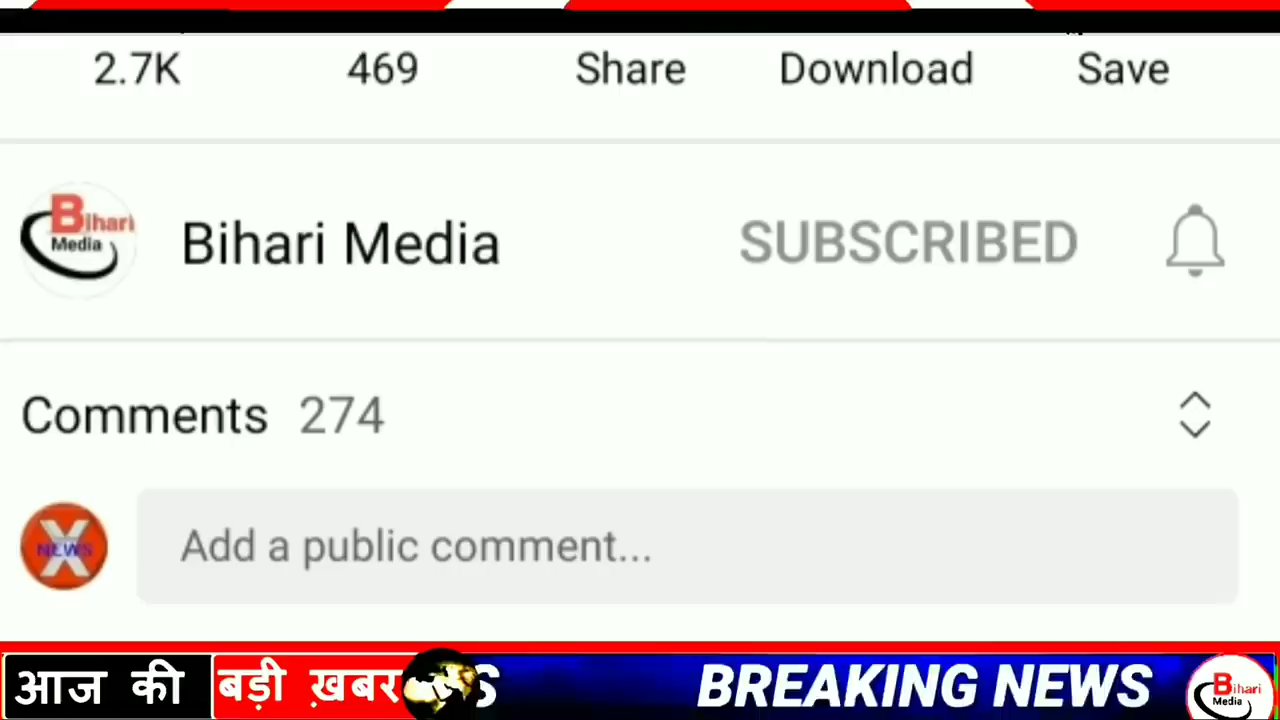 2.7K 469 Share Download Save
Bihari Media
Bihari Media SUBSCRIBED
Comments 274
X NEWS
Add a public comment...
आज की बड़ी ख़बर S BREAKING NEWS
Bihari Media